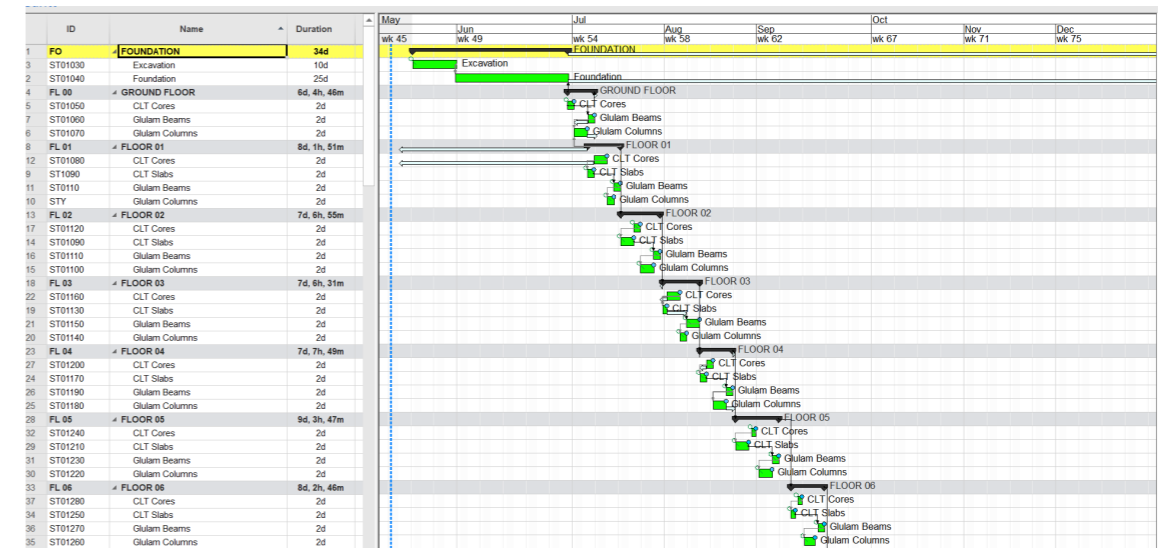 May Jul Oct
ID Name Duration Jun Aug Sep Nov Dec
wk 45 wk 49 wk 54 wk 58 wk 62 wk 67 wk 71 wk 75
1 FO FOUNDATION 34d FOUNDATION
3 ST01030 Excavation 10d Excavation
2 ST01040 Foundation 25d Foundation
4 FL 00 GROUND FLOOR 6d, 4h, 46m GROUND FLOOR
5 ST01050 CLT Cores 2d CLT Cores
7 ST01060 Glulam Beams 2d Glulam Beams
6 ST01070 Glulam Columns 2d Glulam Columns
8 FL 01 FLOOR 01 8d, 1h, 51m FLOOR 01
12 ST01080 CLT Cores 2d CLT Cores
9 ST1090 CLT Slabs 2d CLT Slabs
11 ST0110 Glulam Beams 2d Glulam Beams
10 STY Glulam Columns 2d Glulam Columns
13 FL 02 FLOOR 02 7d, 6h, 55m FLOOR 02
17 ST01120 CLT Cores 2d CLT Cores
14 ST01090 CLT Slabs 2d CLT Slabs
16 ST01110 Glulam Beams 2d Glulam Beams
15 ST01100 Glulam Columns 2d Glulam Columns
18 FL 03 FLOOR 03 7d, 6h, 31m FLOOR 03
22 ST01160 CLT Cores 2d CLT Cores
19 ST01130 CLT Slabs 2d CLT Slabs
21 ST01150 Glulam Beams 2d Glulam Beams
20 ST01140 Glulam Columns 2d Glulam Columns
23 FL 04 FLOOR 04 7d, 7h, 49m FLOOR 04
27 ST01200 CLT Cores 2d CLT Cores
24 ST01170 CLT Slabs 2d CLT Slabs
26 ST01190 Glulam Beams 2d Glulam Beams
25 ST01180 Glulam Columns 2d Glulam Columns
28 FL 05 FLOOR 05 9d, 3h, 47m FLOOR 05
32 ST01240 CLT Cores 2d CLT Cores
29 ST01210 CLT Slabs 2d CLT Slabs
31 ST01230 Glulam Beams 2d Glulam Beams
30 ST01220 Glulam Columns 2d Glulam Columns
33 FL 06 FLOOR 06 8d, 2h, 46m FLOOR 06
37 ST01280 CLT Cores 2d CLT Cores
34 ST01250 CLT Slabs 2d CLT Slabs
36 ST01270 Glulam Beams 2d Glulam Beams
35 ST01260 Glulam Columns 2d Glulam Columns